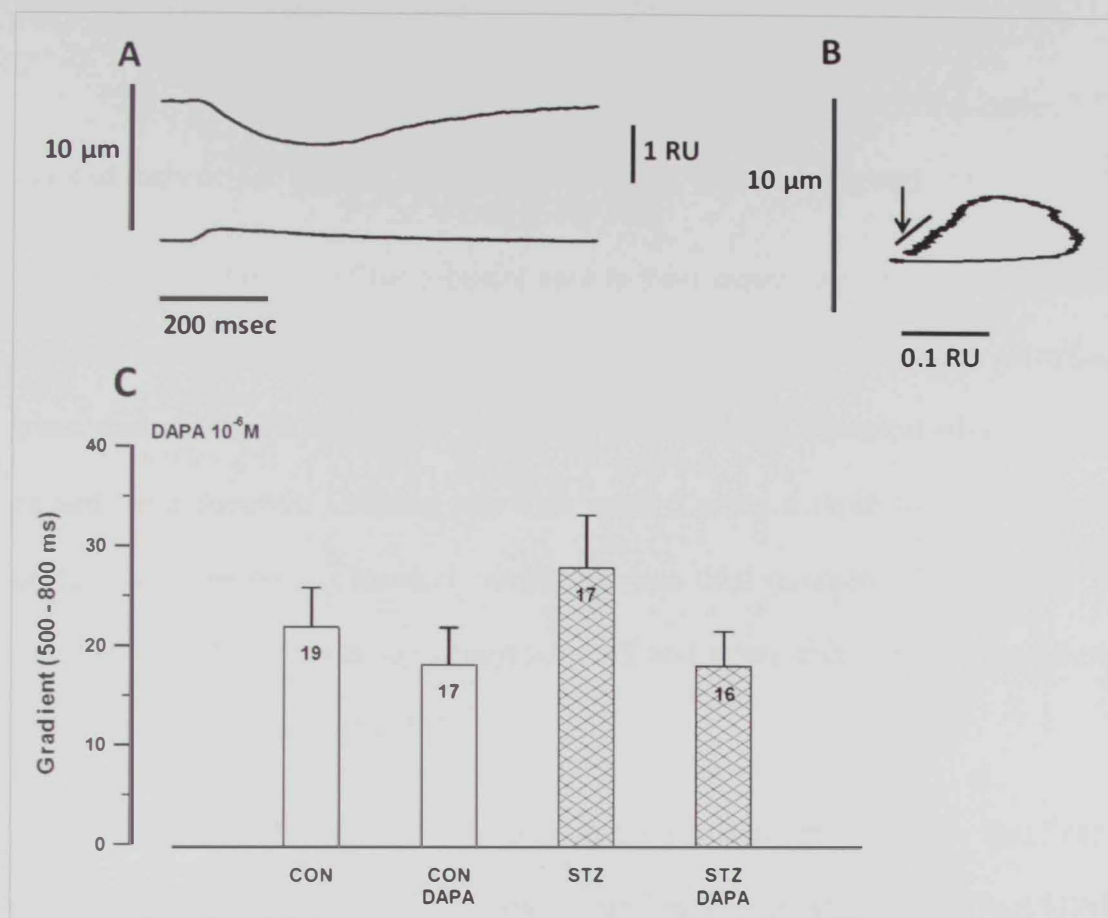 A
10 µm
1 RU
200 msec
B
10 µm
0.1 RU
C
DAPA 10⁻⁶M
Gradient (500 - 800 ms)
40
30
20
10
0
19
17
17
16
CON
CON
DAPA
STZ
STZ
DAPA